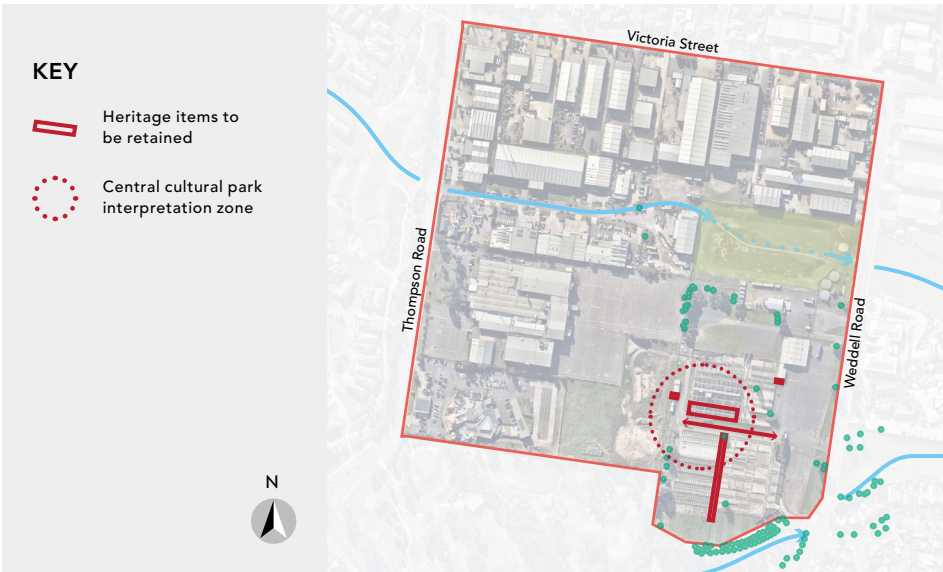 KEY
Heritage items to
be retained
Central cultural park
interpretation zone
N
Victoria Street
Thompson Road
Weddell Road